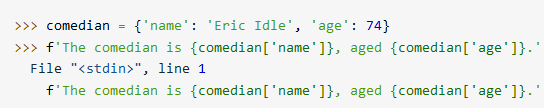 >>> comedian = {'name': 'Eric Idle', 'age': 74}
>>> f'The comedian is {comedian['name']}, aged {comedian['age']}.'
  File "<stdin>", line 1
    f'The comedian is {comedian['name']}, aged {comedian['age']}.'